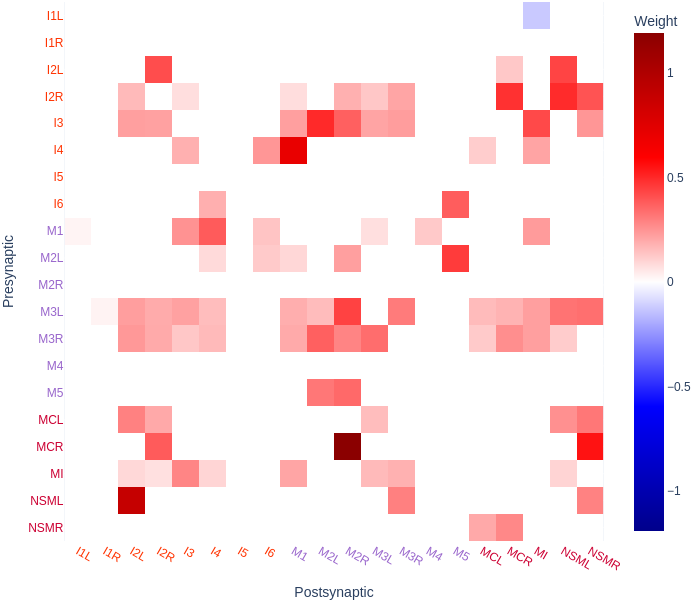 Weight
I1L
I1R
I2L
I2R
I3
I4
I5
I6
M1
M2L
M2R
M3L
M3R
M4
M5
MCL
MCR
MI
NSML
NSMR
Presynaptic
I1L I1R I2L I2R I3 I4 I5 I6 M1 M2L M2R M3L M3R M4 M5 MCL MCR MI NSML NSMR
Postsynaptic
1
0.5
0
−0.5
−1